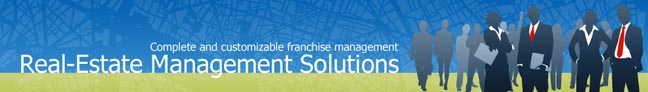 Complete and customizable franchise management
Real-Estate Management Solutions